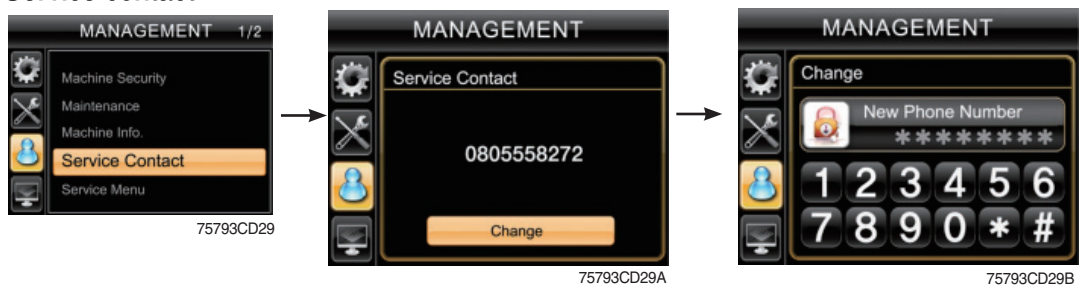 MANAGEMENT 1/2
Machine Security
Maintenance
Machine Info.
Service Contact
Service Menu
75793CD29
MANAGEMENT
Service Contact
0805558272
Change
75793CD29A
MANAGEMENT
Change
New Phone Number
********
1 2 3 4 5 6
7 8 9 0 * #
75793CD29B